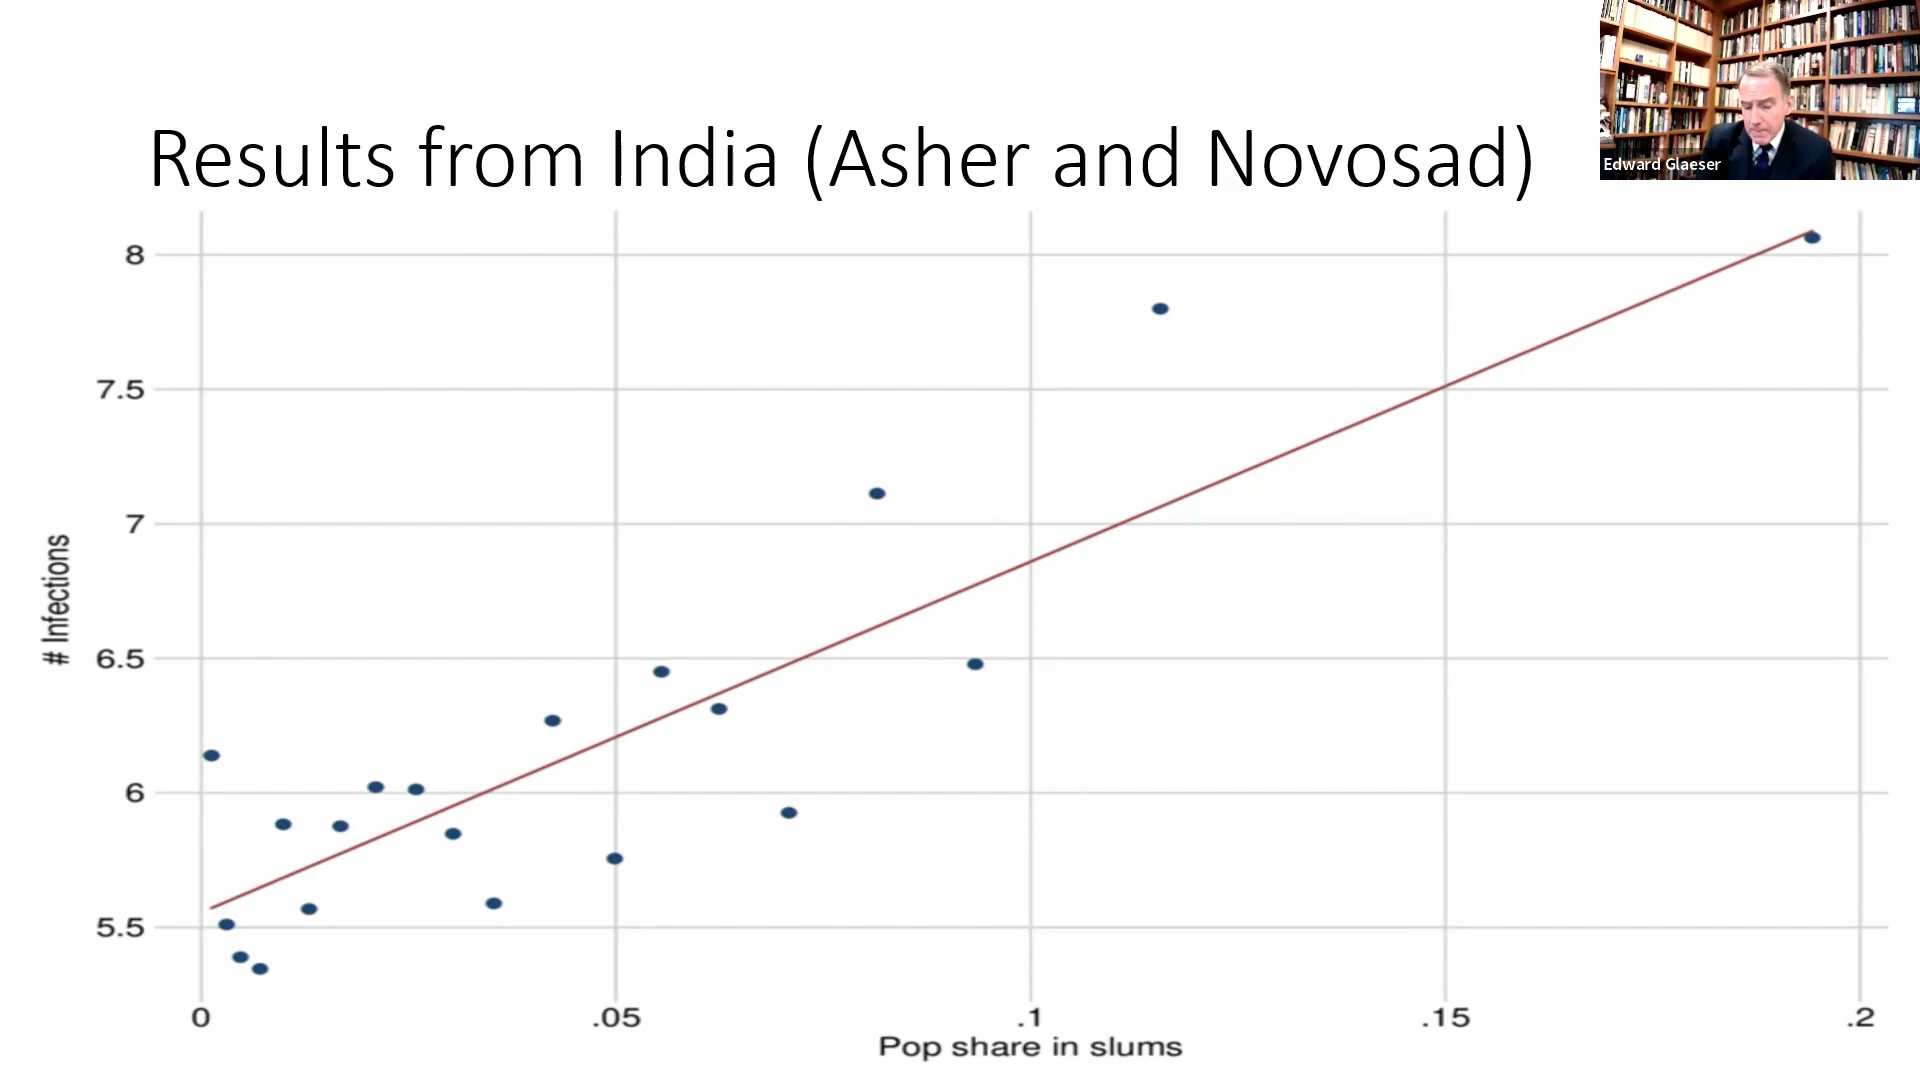 Results from India (Asher and Novosad)
Edward Glaeser
8
7.5
7
6.5
6
5.5
# Infections
0 .05 .1 .15 .2
Pop share in slums